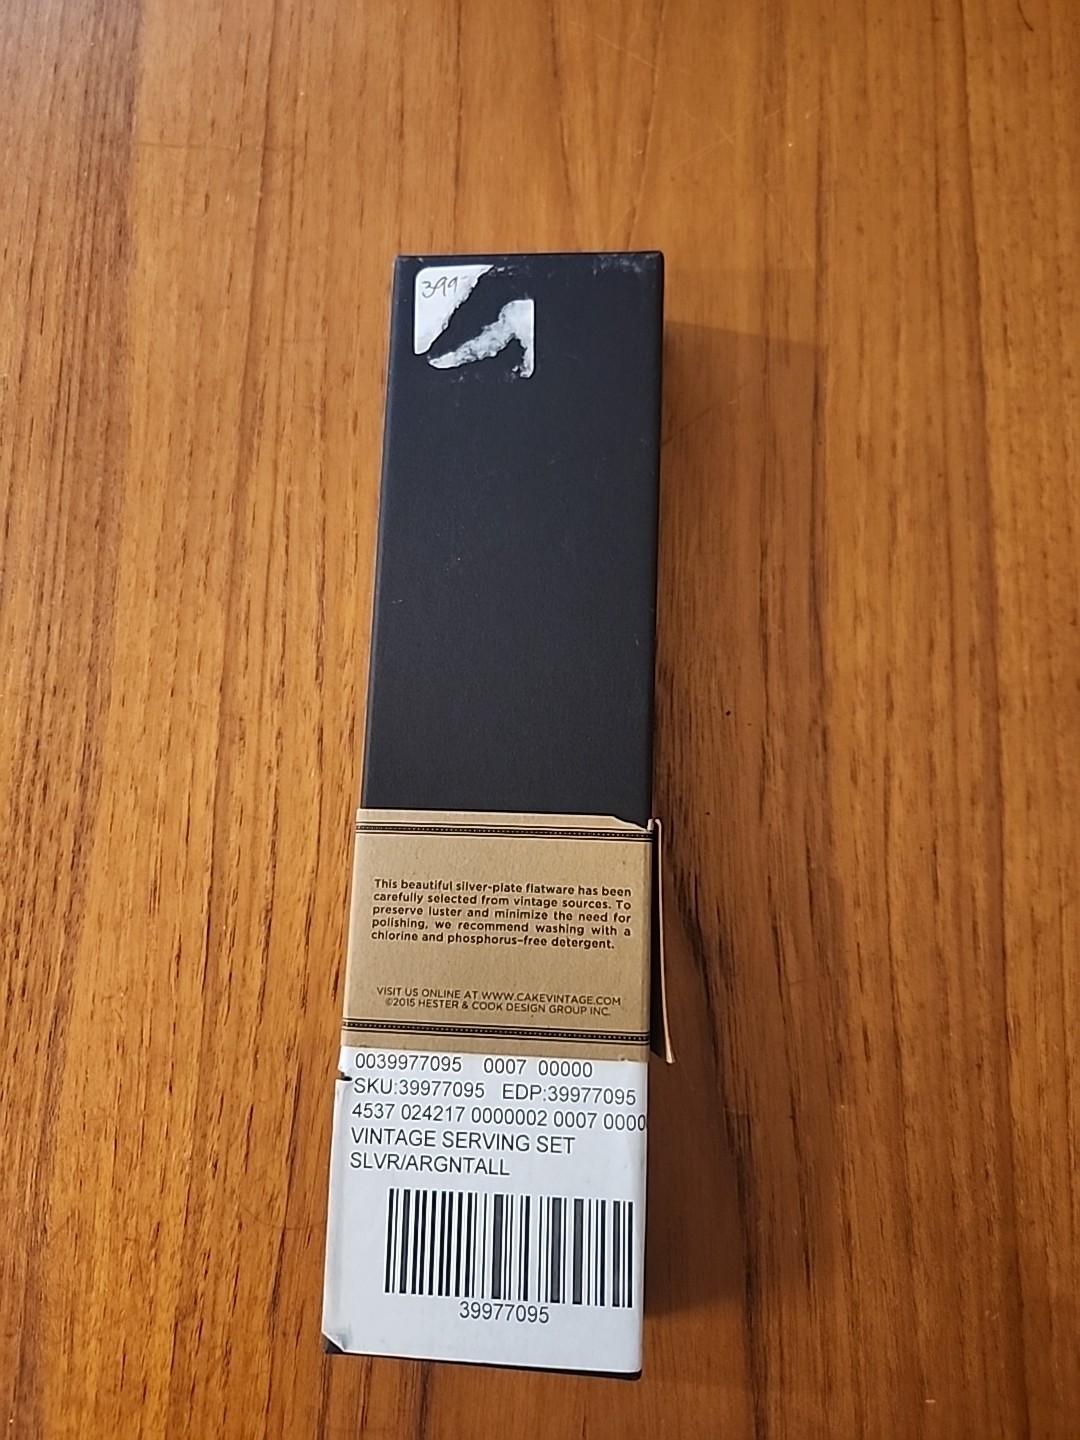 399-
This beautiful silver-plate flatware has been
carefully selected from vintage sources. To
preserve luster and minimize the need for
polishing, we recommend washing with a
chlorine and phosphorus-free detergent.
VISIT US ONLINE AT WWW.CAKEVINTAGE.COM
©2015 HESTER & COOK DESIGN GROUP INC.
0039977095 0007 00000
SKU:39977095 EDP:39977095
4537 024217 0000002 0007 0000
VINTAGE SERVING SET
SLVR/ARGNTALL
39977095